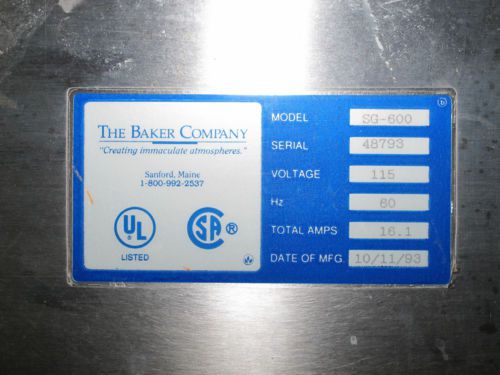 THE BAKER COMPANY
"Creating immaculate atmospheres."
Sanford, Maine
1-800-992-2537
UL ®
LISTED
SA ®
MODEL SG-600
SERIAL 48793
VOLTAGE 115
Hz 60
TOTAL AMPS 16.1
DATE OF MFG. 10/11/93
b